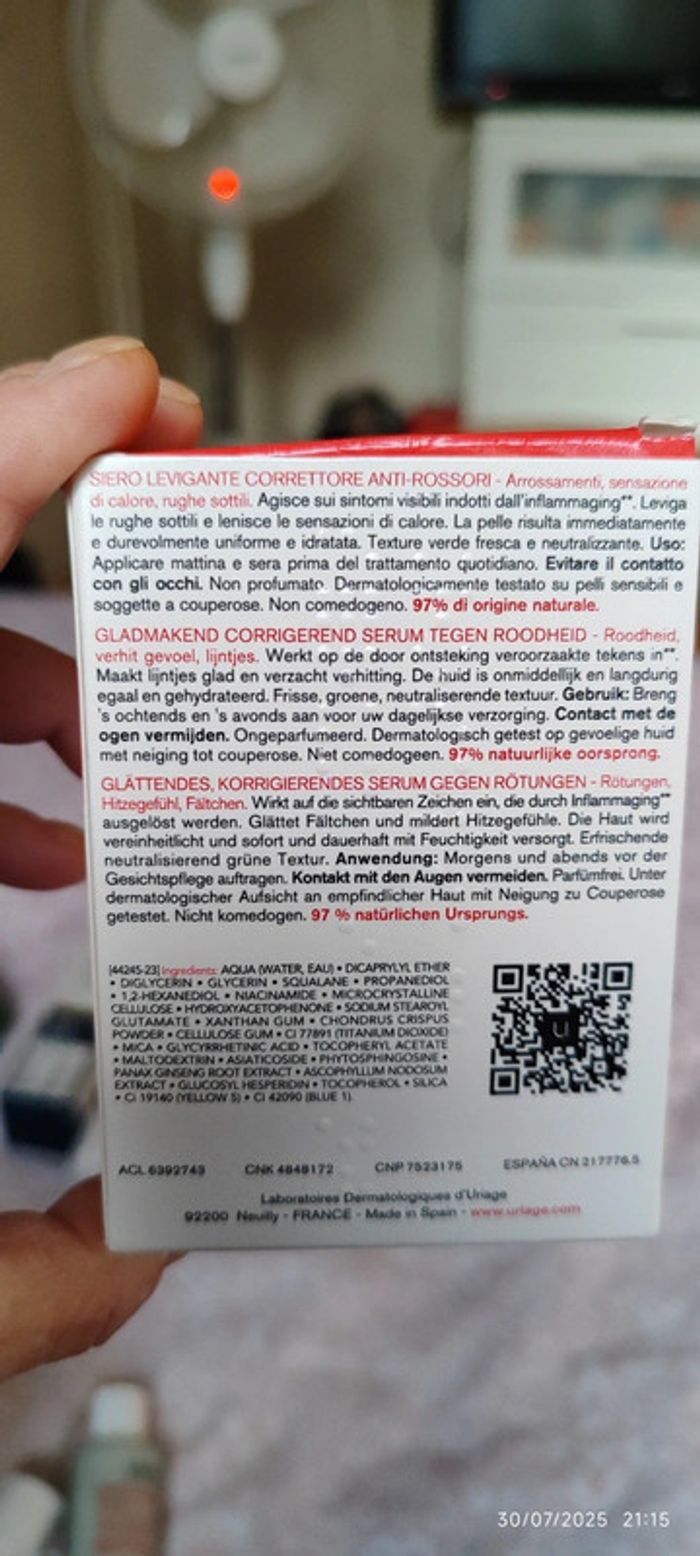 SIERO LEVIGANTE CORRETTORE ANTI-ROSSORI - Arrossamenti, sensazione
di calore, rughe sottili. Agisce sui sintomi visibili indotti dall'inflammaging**. Leviga
le rughe sottili e lenisce le sensazioni di calore. La pelle risulta immediatamente
e durevolmente uniforme e idratata. Texture verde fresca e neutralizzante. Uso:
Applicare mattina e sera prima del trattamento quotidiano. Evitare il contatto
con gli occhi. Non profumato. Dermatologicamente testato su pelli sensibili e
soggette a couperose. Non comedogeno. 97% di origine naturale.
GLADMAKEND CORRIGEREND SERUM TEGEN ROODHEID - Roodheid,
verhit gevoel, lijntjes. Werkt op de door ontsteking veroorzaakte tekens in**.
Maakt lijntjes glad en verzacht verhitting. De huid is onmiddellijk en langdurig
egaal en gehydrateerd. Frisse, groene, neutraliserende textuur. Gebruik: Breng
's ochtends en 's avonds aan voor uw dagelijkse verzorging. Contact met de
ogen vermijden. Ongeparfumeerd. Dermatologisch getest op gevoelige huid
met neiging tot couperose. Niet comedogeen. 97% natuurlijke oorsprong.
GLÄTTENDES, KORRIGIERENDES SERUM GEGEN RÖTUNGEN - Rötungen,
Hitzegefühl, Fältchen. Wirkt auf die sichtbaren Zeichen ein, die durch Inflammaging**
ausgelöst werden. Glättet Fältchen und mildert Hitzegefühle. Die Haut wird
vereinheitlicht und sofort und dauerhaft mit Feuchtigkeit versorgt. Erfrischende
neutralisierend grüne Textur. Anwendung: Morgens und abends vor der
Gesichtspflege auftragen. Kontakt mit den Augen vermeiden. Parfümfrei. Unter
dermatologischer Aufsicht an empfindlicher Haut mit Neigung zu Couperose
getestet. Nicht komedogen. 97 % natürlichen Ursprungs.
[44245-23] Ingredients: AQUA (WATER, EAU) • DICAPRYLYL ETHER
• DIGLYCERIN • GLYCERIN • SQUALANE • PROPANEDIOL
• 1,2-HEXANEDIOL • NIACINAMIDE • MICROCRYSTALLINE
CELLULOSE • HYDROXYACETOPHENONE • SODIUM STEAROYL
GLUTAMATE • XANTHAN GUM • CHONDRUS CRISPUS
POWDER • CELLULOSE GUM • CI 77891 (TITANIUM DIOXIDE)
• MICA • GLYCYRRHETINIC ACID • TOCOPHERYL ACETATE
• MALTODEXTRIN • ASIATICOSIDE • PHYTOSPHINGOSINE •
PANAX GINSENG ROOT EXTRACT • ASCOPHYLLUM NODOSUM
EXTRACT • GLUCOSYL HESPERIDIN • TOCOPHEROL • SILICA
• CI 19140 (YELLOW 5) • CI 42090 (BLUE 1)
ACL 6392743 CNK 4848172 CNP 7523175 ESPAÑA CN 217776.5
Laboratoires Dermatologiques d'Uriage
92200 Neuilly - FRANCE - Made in Spain - www.uriage.com
30/07/2025 21:15